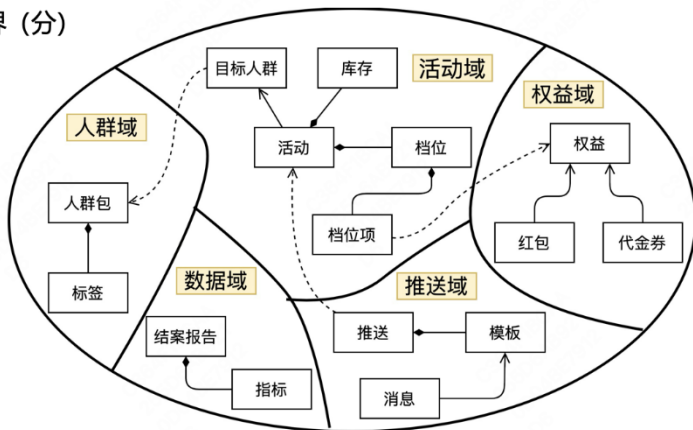 界（分）
目标人群
库存
活动域
权益域
人群域
活动
档位
权益
人群包
档位项
红包
代金券
标签
数据域
推送域
结案报告
推送
模板
指标
消息